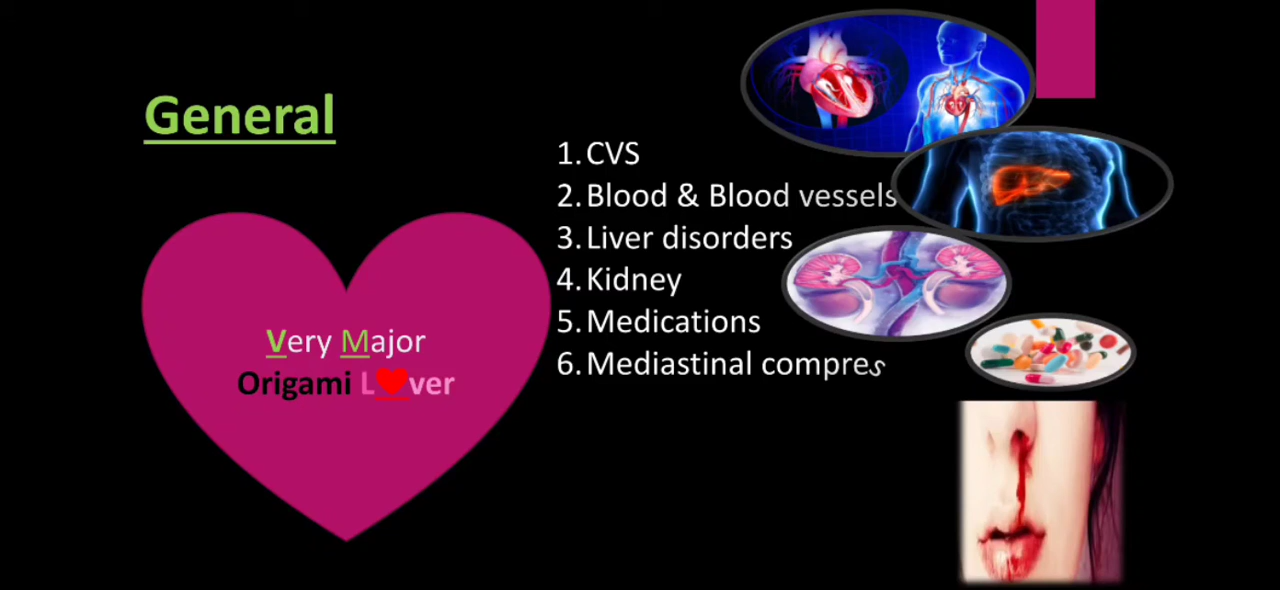 General
Very Major
Origami L❤ver
1. CVS
2. Blood & Blood vessels
3. Liver disorders
4. Kidney
5. Medications
6. Mediastinal compres